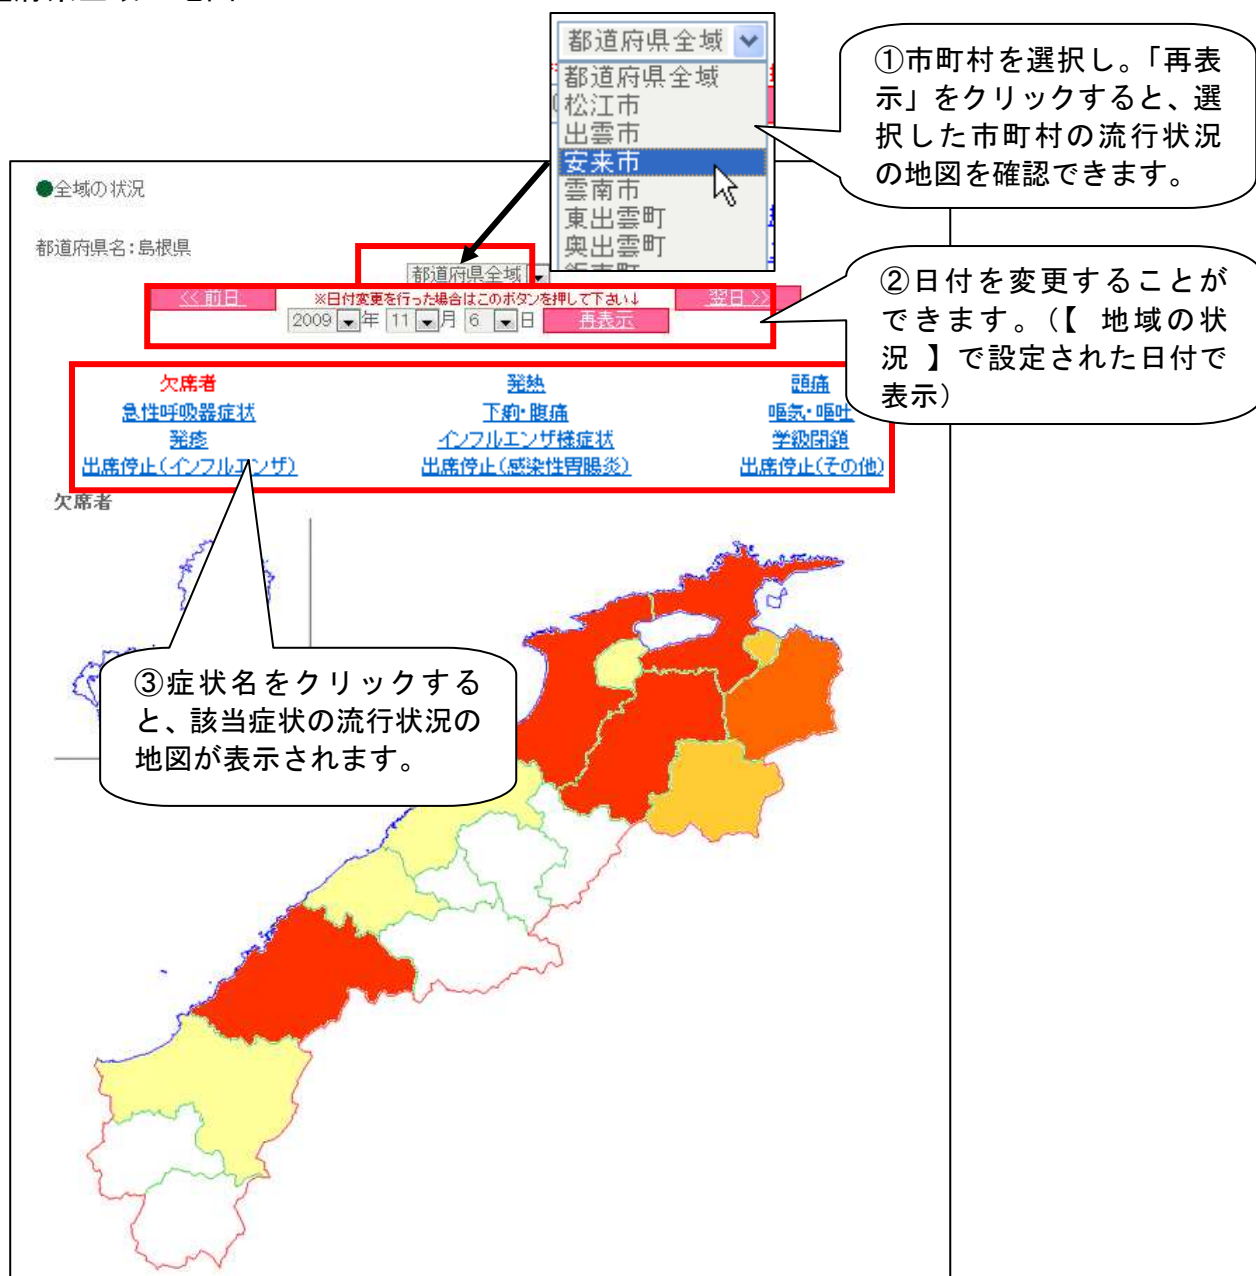 都道府県全域
都道府県全域
松江市
出雲市
安来市
雲南市
東出雲町
奥出雲町
①市町村を選択し。「再表
示」をクリックすると、選
択した市町村の流行状況
の地図を確認できます。
●全域の状況
都道府県名:島根県
都道府県全域
<<前日
※日付変更を行った場合はこのボタンを押して下さい↓
翌日>>
2009 年 11 月 6 日 再表示
②日付を変更することが
できます。(【 地域の状
況 】で設定された日付で
表示)
欠席者 発熱 頭痛
急性呼吸器症状 下痢・腹痛 嘔気・嘔吐
発疹 インフルエンザ様症状 学級閉鎖
出席停止(インフルエンザ) 出席停止(感染性胃腸炎) 出席停止(その他)
欠席者
③症状名をクリックする
と、該当症状の流行状況の
地図が表示されます。